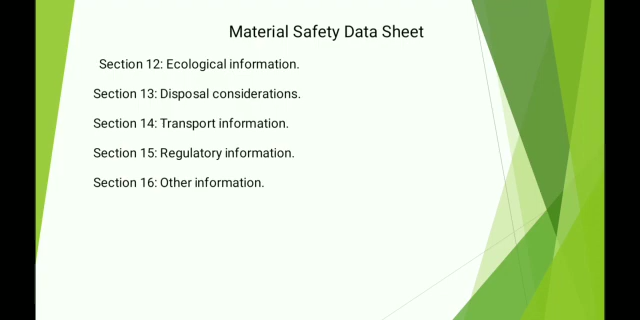 Material Safety Data Sheet
Section 12: Ecological information.
Section 13: Disposal considerations.
Section 14: Transport information.
Section 15: Regulatory information.
Section 16: Other information.